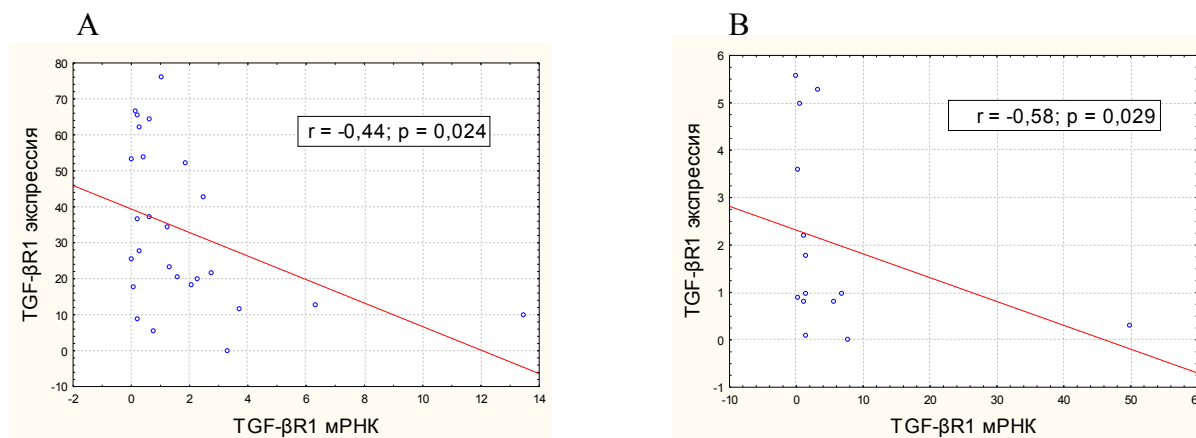 A
80
70
60
50
40
30
20
10
0
-10
-2 0 2 4 6 8 10 12 14
TGF-βR1 экспрессия
r = -0,44; p = 0,024
TGF-βR1 мРНК
B
6
5
4
3
2
1
0
-1
-10 0 10 20 30 40 50 60
TGF-βR1 экспрессия
r = -0,58; p = 0,029
TGF-βR1 мРНК